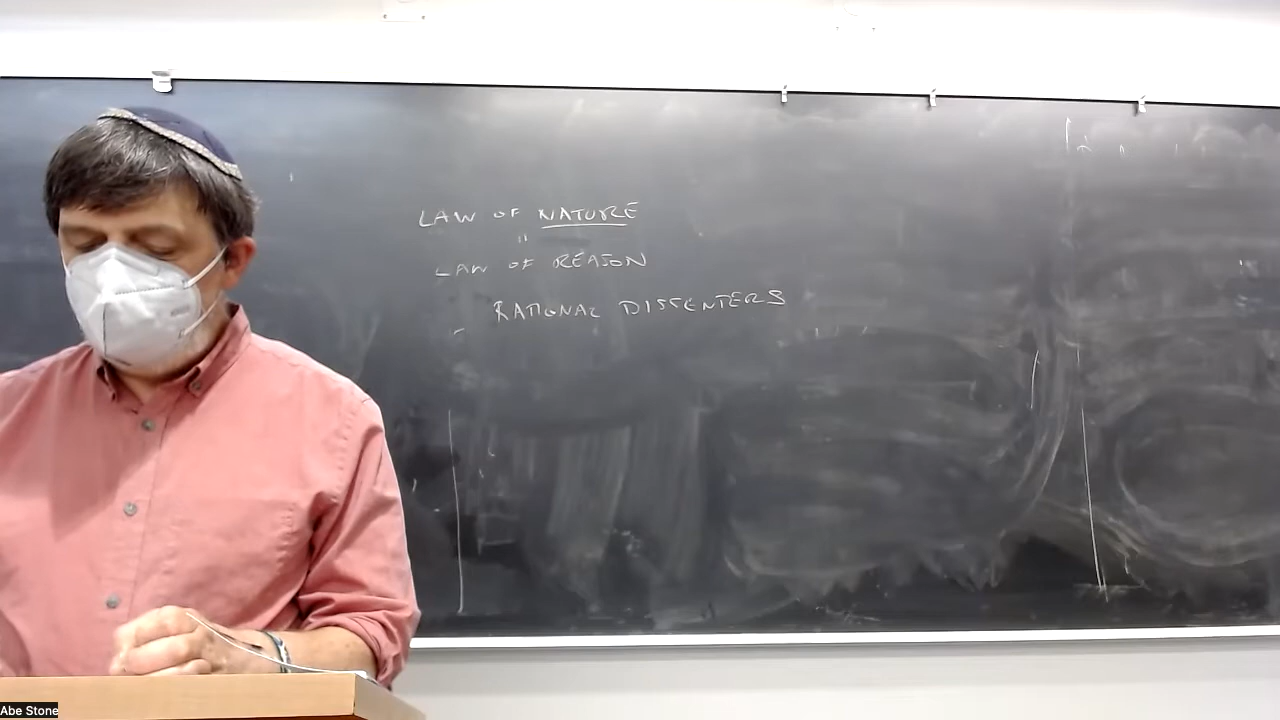 LAW OF NATURE
"
LAW OF REASON
RATIONAL DISSENTERS
Abe Stone